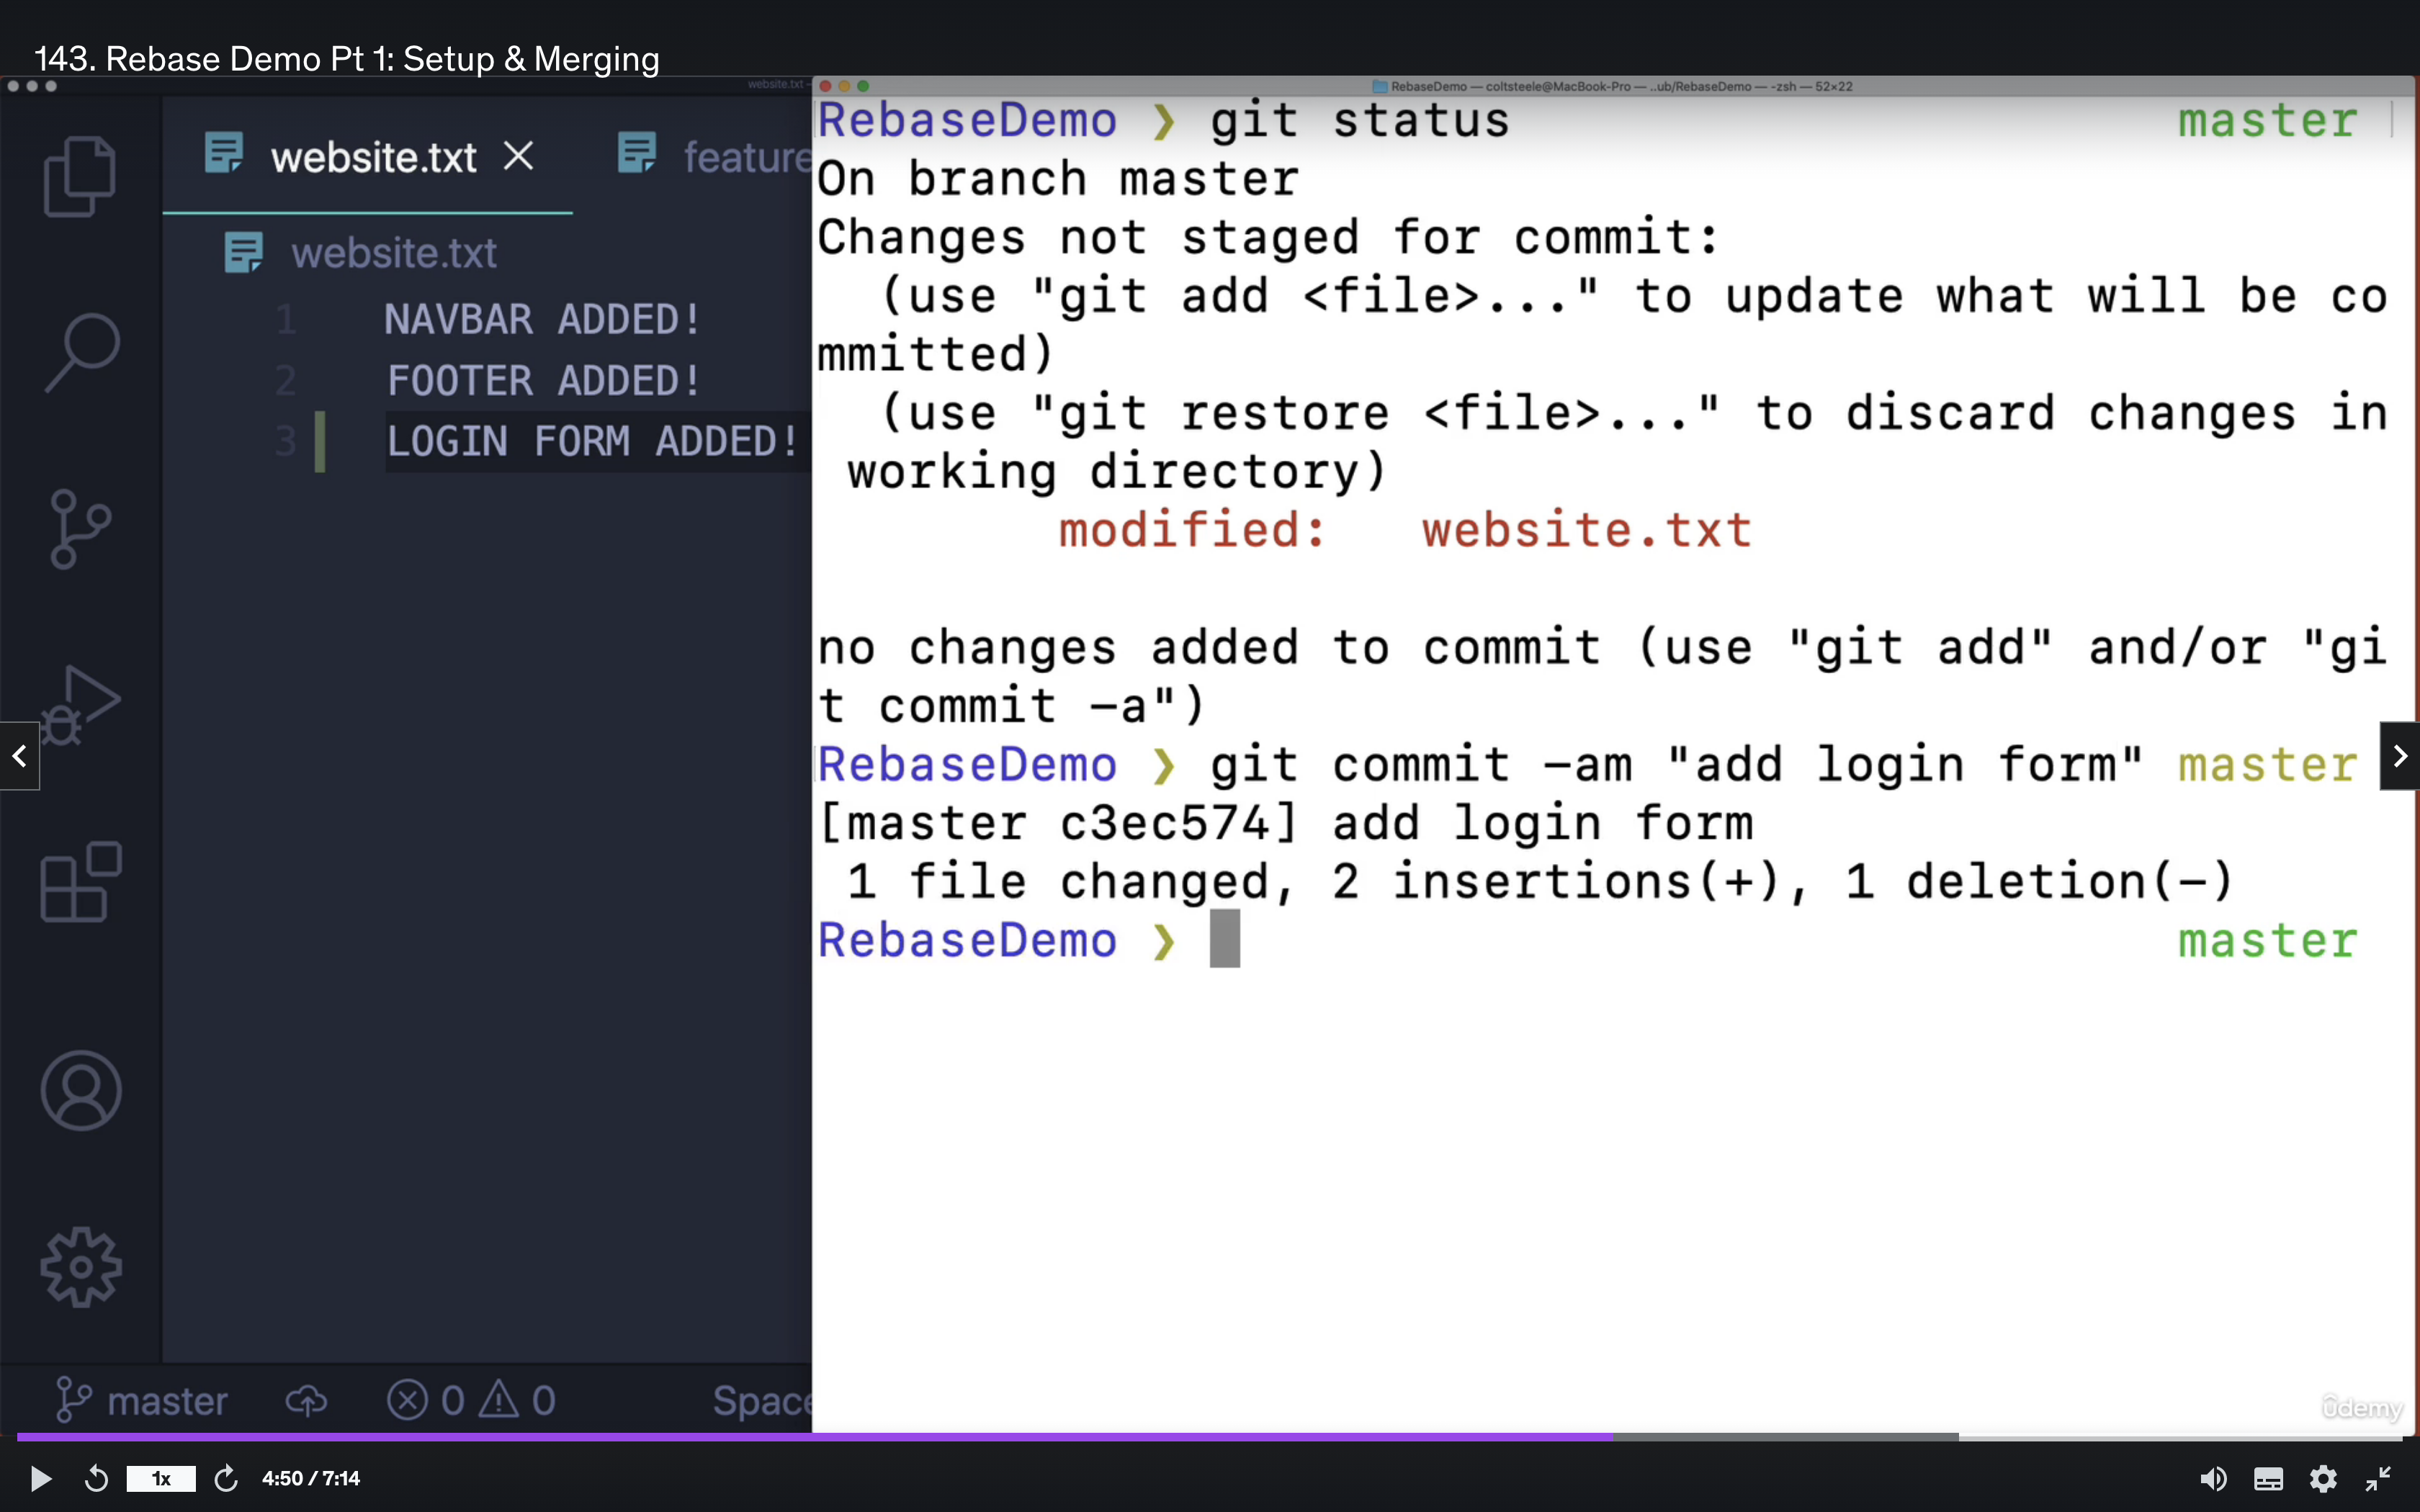 143. Rebase Demo Pt 1: Setup & Merging
website.txt —
RebaseDemo — coltsteele@MacBook-Pro — ..ub/RebaseDemo — -zsh — 52×22
website.txt
feature
website.txt
1 NAVBAR ADDED!
2 FOOTER ADDED!
3 LOGIN FORM ADDED!
RebaseDemo ❯ git status master
On branch master
Changes not staged for commit:
(use "git add <file>..." to update what will be co
mmitted)
(use "git restore <file>..." to discard changes in
working directory)
modified: website.txt
no changes added to commit (use "git add" and/or "gi
t commit -a")
RebaseDemo ❯ git commit -am "add login form" master
[master c3ec574] add login form
1 file changed, 2 insertions(+), 1 deletion(-)
RebaseDemo ❯ master
master 0 0 Space
ûdemy
1x 4:50 / 7:14